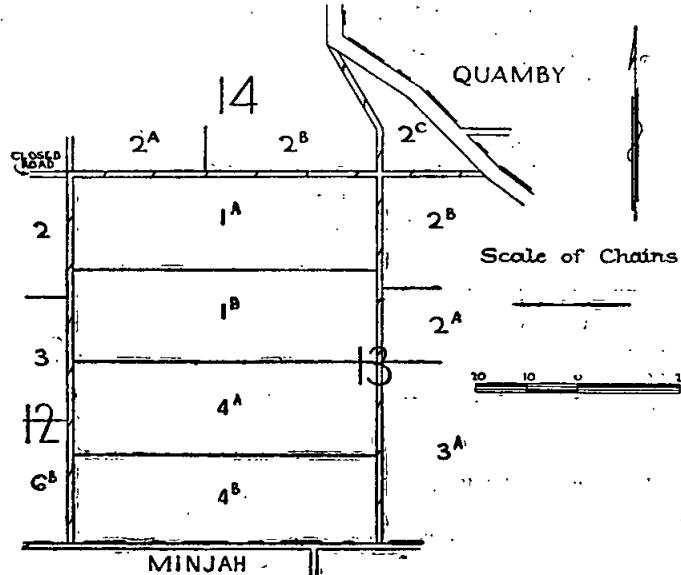 QUAMBY
14
2A
2B
2C
CLOSED
ROAD
2
1A
2B
Scale of Chains
1B
2A
3
13
20 10 0 2
4A
12
3A
6B
4B
MINJAH